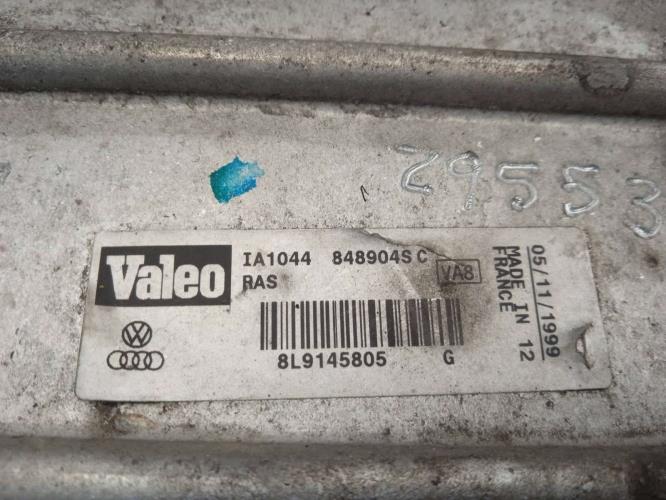 29553
Valeo
IA1044 848904S C
RAS
VA8
8L9145805 G
05/11/1999
MADE IN 12
FRANCE